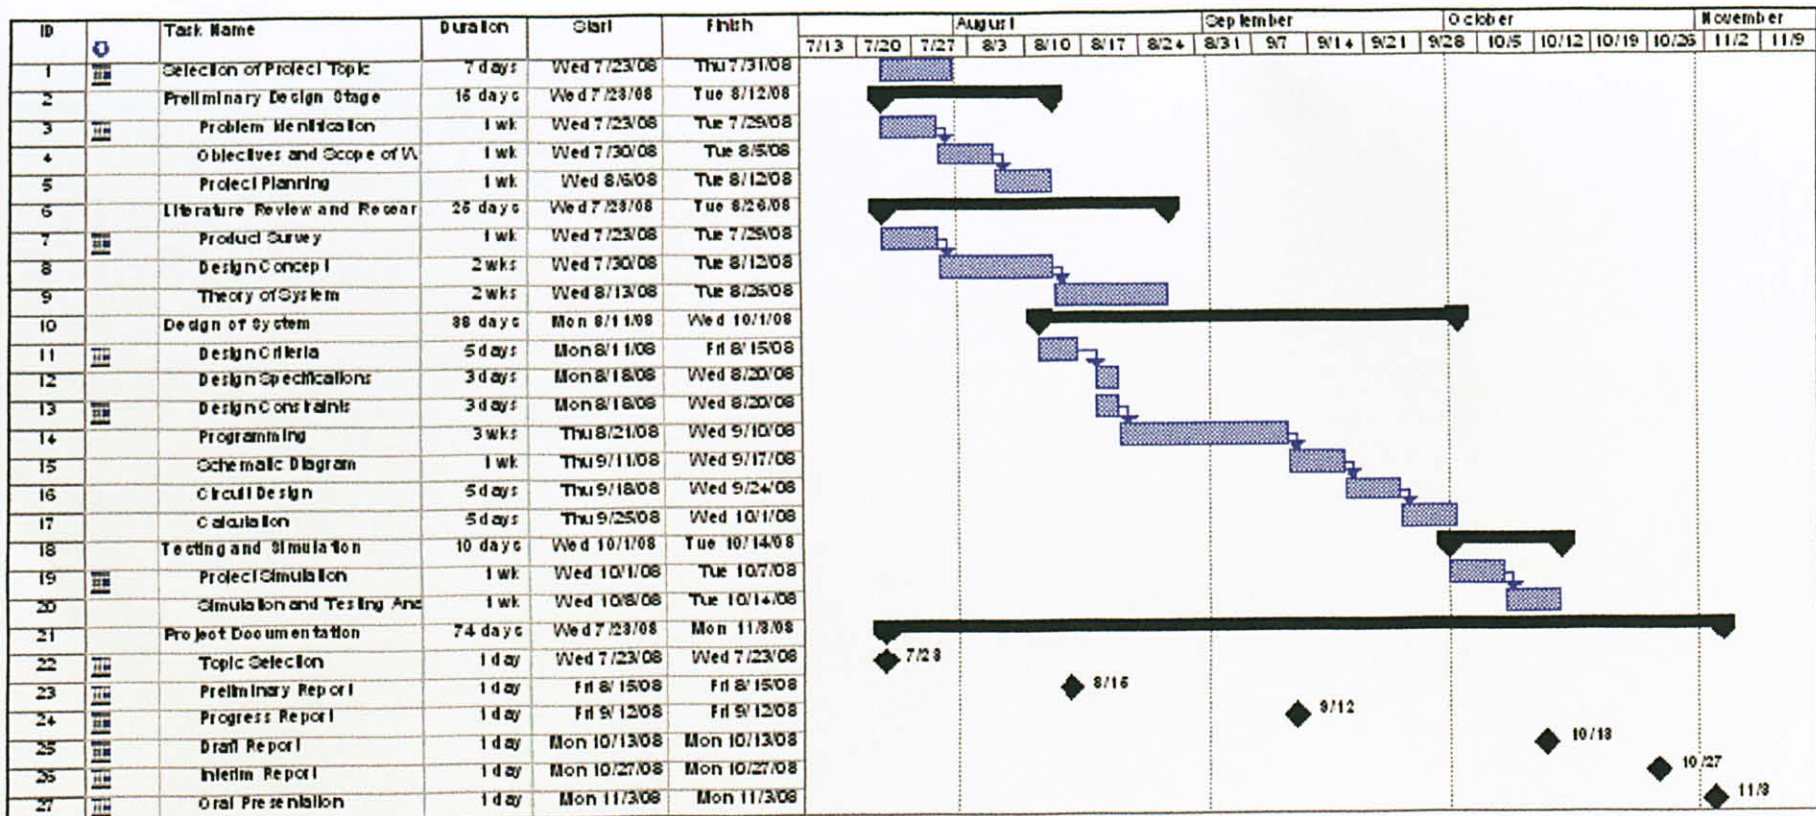 ID Task Name Duration Start Finish August September October November
7/13 7/20 7/27 8/3 8/10 8/17 8/24 8/31 9/7 9/14 9/21 9/28 10/5 10/12 10/19 10/26 11/2 11/9
1 Selection of Project Topic 7 days Wed 7/23/08 Thu 7/31/08
2 Preliminary Design Stage 15 days Wed 7/23/08 Tue 8/12/08
3 Problem Identification 1 wk Wed 7/23/08 Tue 7/29/08
4 Objectives and Scope of W 1 wk Wed 7/30/08 Tue 8/5/08
5 Project Planning 1 wk Wed 8/6/08 Tue 8/12/08
6 Literature Review and Resear 25 days Wed 7/23/08 Tue 8/26/08
7 Product Survey 1 wk Wed 7/23/08 Tue 7/29/08
8 Design Concept 2 wks Wed 7/30/08 Tue 8/12/08
9 Theory of System 2 wks Wed 8/13/08 Tue 8/26/08
10 Design of System 38 days Mon 8/11/08 Wed 10/1/08
11 Design Criteria 5 days Mon 8/11/08 Fri 8/15/08
12 Design Specifications 3 days Mon 8/18/08 Wed 8/20/08
13 Design Constraints 3 days Mon 8/18/08 Wed 8/20/08
14 Programming 3 wks Thu 8/21/08 Wed 9/10/08
15 Schematic Diagram 1 wk Thu 9/11/08 Wed 9/17/08
16 Circuit Design 5 days Thu 9/18/08 Wed 9/24/08
17 Calculation 5 days Thu 9/25/08 Wed 10/1/08
18 Testing and Simulation 10 days Wed 10/1/08 Tue 10/14/08
19 Project Simulation 1 wk Wed 10/1/08 Tue 10/7/08
20 Simulation and Testing Ana 1 wk Wed 10/8/08 Tue 10/14/08
21 Project Documentation 74 days Wed 7/23/08 Mon 11/3/08
22 Topic Selection 1 day Wed 7/23/08 Wed 7/23/08 7/23
23 Preliminary Report 1 day Fri 8/15/08 Fri 8/15/08 8/15
24 Progress Report 1 day Fri 9/12/08 Fri 9/12/08 9/12
25 Draft Report 1 day Mon 10/13/08 Mon 10/13/08 10/13
26 Interim Report 1 day Mon 10/27/08 Mon 10/27/08 10/27
27 Oral Presentation 1 day Mon 11/3/08 Mon 11/3/08 11/3